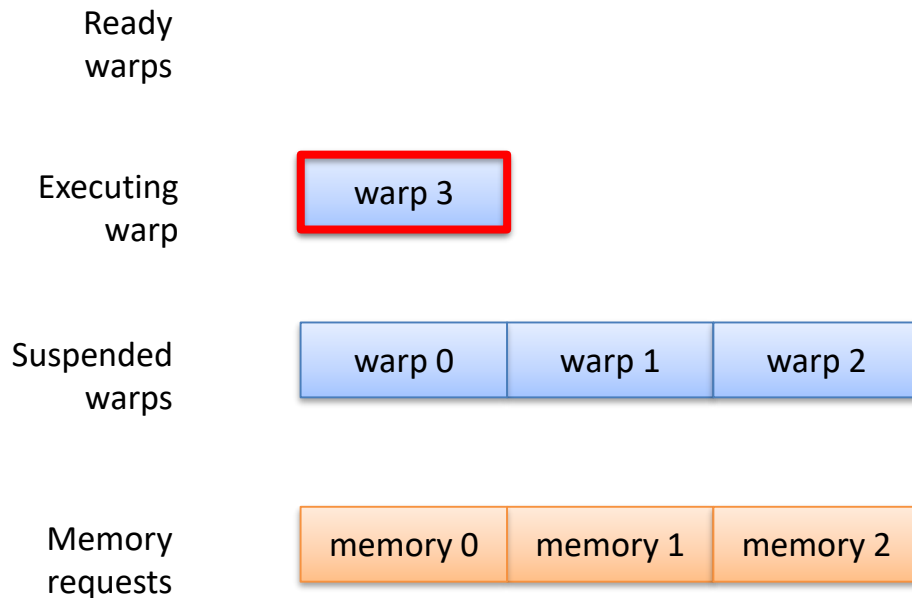 Ready
warps
Executing
warp
warp 3
Suspended
warps
warp 0 warp 1 warp 2
Memory
requests
memory 0 memory 1 memory 2